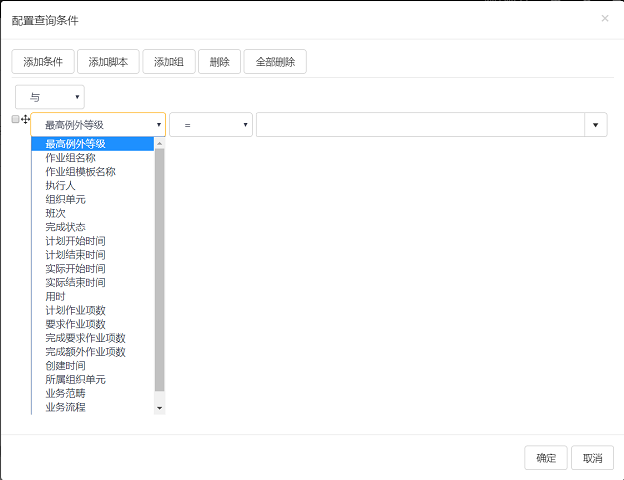 配置查询条件 ×
添加条件 添加脚本 添加组 删除 全部删除
与
最高例外等级 =
最高例外等级
作业组名称
作业组模板名称
执行人
组织单元
班次
完成状态
计划开始时间
计划结束时间
实际开始时间
实际结束时间
用时
计划作业项数
要求作业项数
完成要求作业项数
完成额外作业项数
创建时间
所属组织单元
业务范畴
业务流程
确定 取消